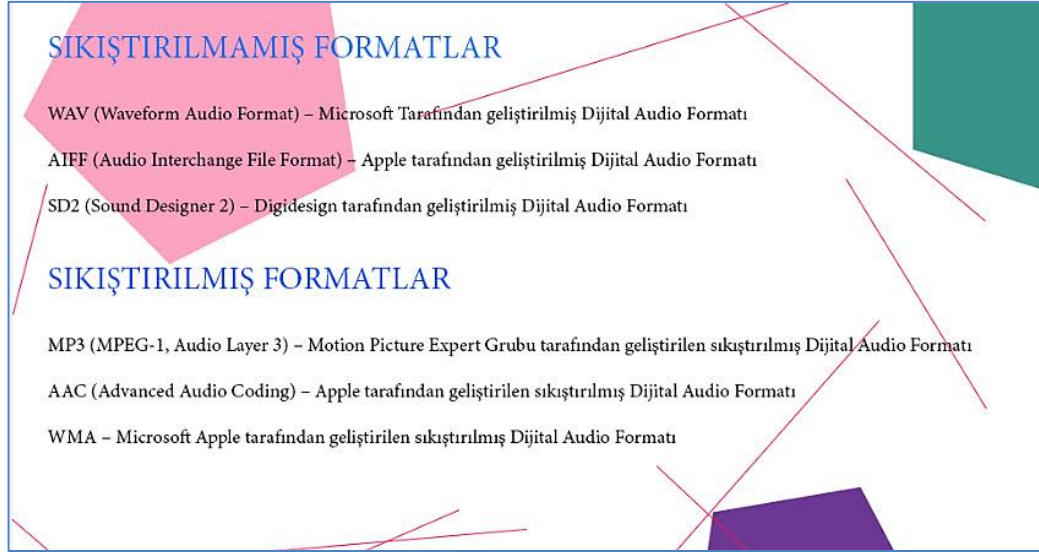 SIKIŞTIRILMAMIŞ FORMATLAR
WAV (Waveform Audio Format) – Microsoft Tarafından geliştirilmiş Dijital Audio Formatı
AIFF (Audio Interchange File Format) – Apple tarafından geliştirilmiş Dijital Audio Formatı
SD2 (Sound Designer 2) – Digidesign tarafından geliştirilmiş Dijital Audio Formatı
SIKIŞTIRILMIŞ FORMATLAR
MP3 (MPEG-1, Audio Layer 3) – Motion Picture Expert Grubu tarafından geliştirilen sıkıştırılmış Dijital Audio Formatı
AAC (Advanced Audio Coding) – Apple tarafından geliştirilen sıkıştırılmış Dijital Audio Formatı
WMA – Microsoft Apple tarafından geliştirilen sıkıştırılmış Dijital Audio Formatı